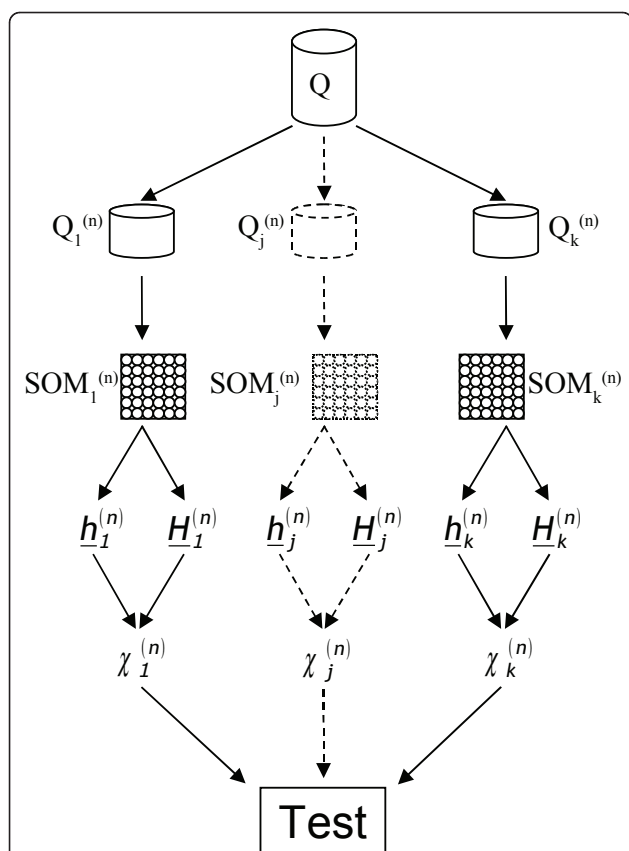 Q
Q₁⁽ⁿ⁾ Qⱼ⁽ⁿ⁾ Qₖ⁽ⁿ⁾
SOM₁⁽ⁿ⁾ SOMⱼ⁽ⁿ⁾ SOMₖ⁽ⁿ⁾
h₁⁽ⁿ⁾ H₁⁽ⁿ⁾ hⱼ⁽ⁿ⁾ Hⱼ⁽ⁿ⁾ hₖ⁽ⁿ⁾ Hₖ⁽ⁿ⁾
χ₁⁽ⁿ⁾ χⱼ⁽ⁿ⁾ χₖ⁽ⁿ⁾
Test